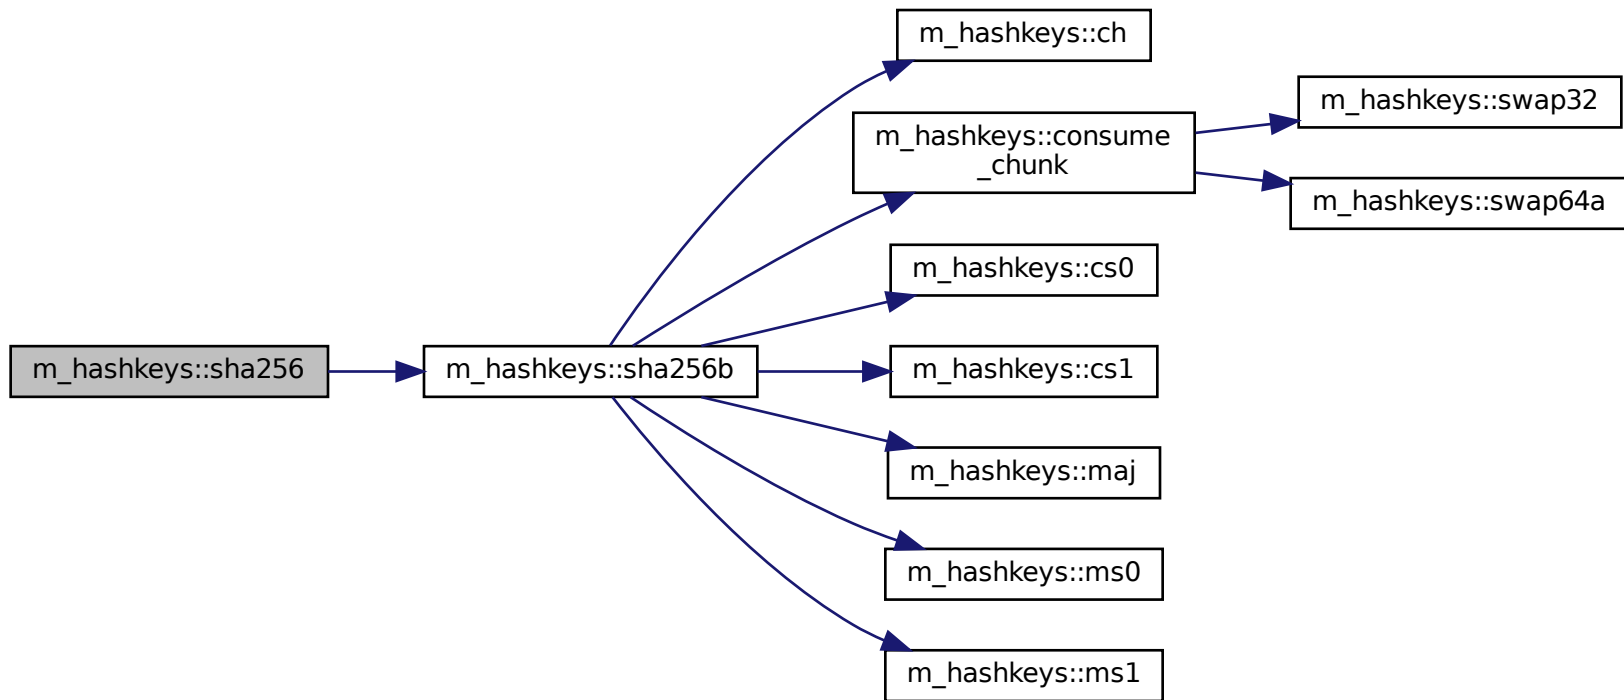 m_hashkeys::sha256
m_hashkeys::sha256b
m_hashkeys::ch
m_hashkeys::consume
_chunk
m_hashkeys::cs0
m_hashkeys::cs1
m_hashkeys::maj
m_hashkeys::ms0
m_hashkeys::ms1
m_hashkeys::swap32
m_hashkeys::swap64a